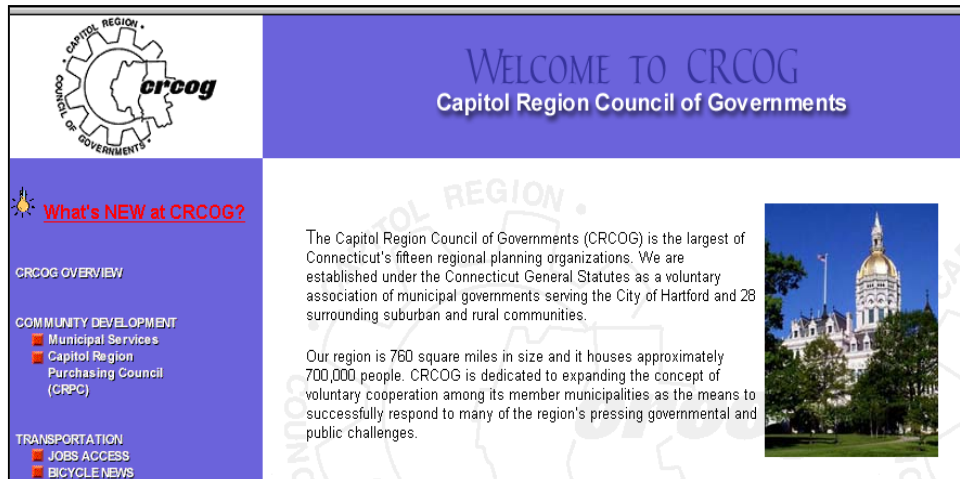 CAPITOL REGION
COUNCIL OF GOVERNMENTS
crcog
WELCOME TO CRCOG
Capitol Region Council of Governments
What's NEW at CRCOG?
CRCOG OVERVIEW
COMMUNITY DEVELOPMENT
Municipal Services
Capitol Region
Purchasing Council
(CRPC)
TRANSPORTATION
JOBS ACCESS
BICYCLE NEWS
The Capitol Region Council of Governments (CRCOG) is the largest of
Connecticut's fifteen regional planning organizations. We are
established under the Connecticut General Statutes as a voluntary
association of municipal governments serving the City of Hartford and 28
surrounding suburban and rural communities.
Our region is 760 square miles in size and it houses approximately
700,000 people. CRCOG is dedicated to expanding the concept of
voluntary cooperation among its member municipalities as the means to
successfully respond to many of the region's pressing governmental and
public challenges.